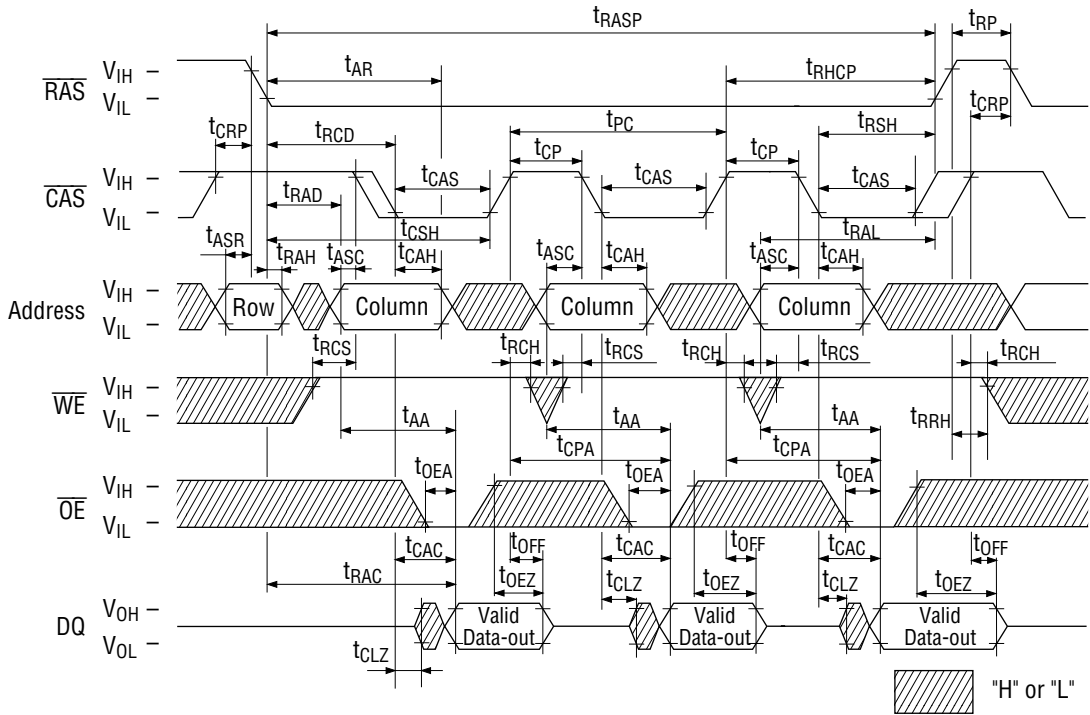 tRASP
tRP
tAR
tRHCP
RAS
VIH
VIL
tCRP
tRCD
tPC
tRSH
tCRP
tCP
tCP
CAS
VIH
VIL
tCAS
tCAS
tCAS
tRAD
tCSH
tRAL
tASR
tRAH
tASC
tCAH
tASC
tCAH
tASC
tCAH
Address
VIH
VIL
Row
Column
Column
Column
tRCS
tRCH
tRCS
tRCH
tRCS
tRCH
WE
VIH
VIL
tAA
tAA
tAA
tRRH
tCPA
tCPA
tOEA
tOEA
tOEA
OE
VIH
VIL
tCAC
tOFF
tCAC
tOFF
tCAC
tOFF
tRAC
tOEZ
tCLZ
tOEZ
tCLZ
tOEZ
DQ
VOH
VOL
Valid
Data-out
Valid
Data-out
Valid
Data-out
tCLZ
"H" or "L"